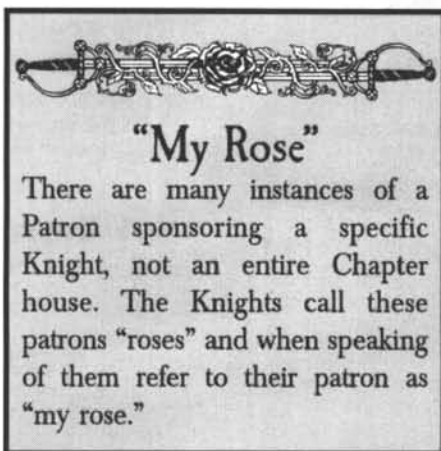 "My Rose"
There are many instances of a
Patron sponsoring a specific
Knight, not an entire Chapter
house. The Knights call these
patrons "roses" and when speaking
of them refer to their patron as
"my rose."